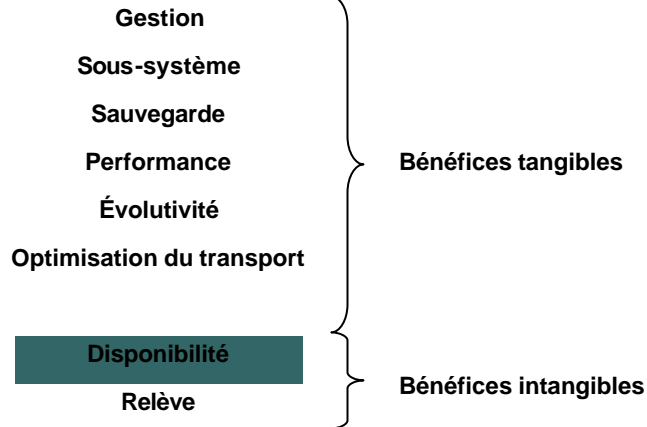 Gestion
Sous-système
Sauvegarde
Performance
Bénéfices tangibles
Évolutivité
Optimisation du transport
Disponibilité
Bénéfices intangibles
Relève